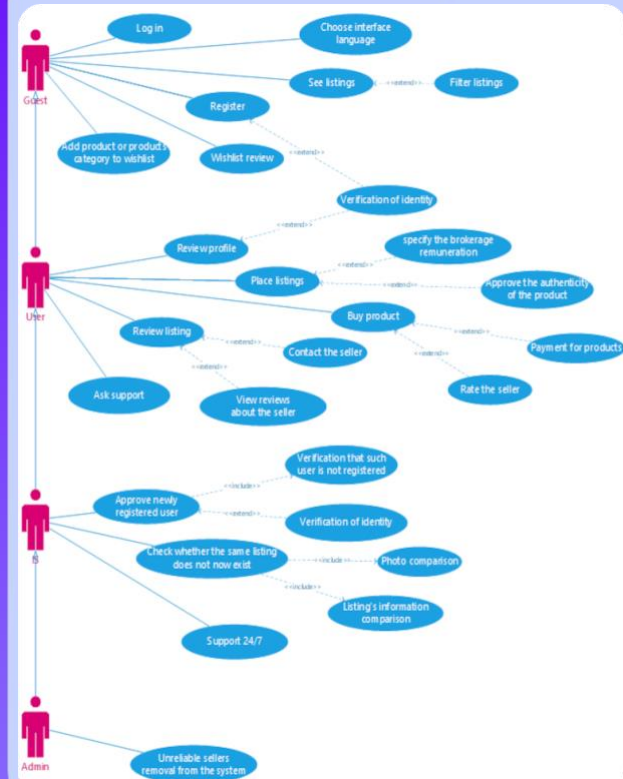 Log in
Choose interface
language
See listings
<<extend>>
Filter listings
Guest
Register
Add product or product's
category to wishlist
Wishlist review
<<extend>>
Verification of identity
<<extend>>
Review profile
specify the brokerage
remuneration
<<extend>>
Place listings
<<extend>>
Approve the authenticity
of the product
User
Buy product
Review listing
<<extend>>
<<extend>>
Contact the seller
Payment for products
<<extend>>
<<extend>>
Rate the seller
Ask support
View reviews
about the seller
Verification that such
user is not registered
<<include>>
Approve newly
registered user
<<extend>>
Verification of identity
IS
Check whether the same listing
does not now exist
<<include>>
Photo comparison
<<include>>
Listing's information
comparison
Support 24/7
Admin
Unreliable sellers
removal from the system